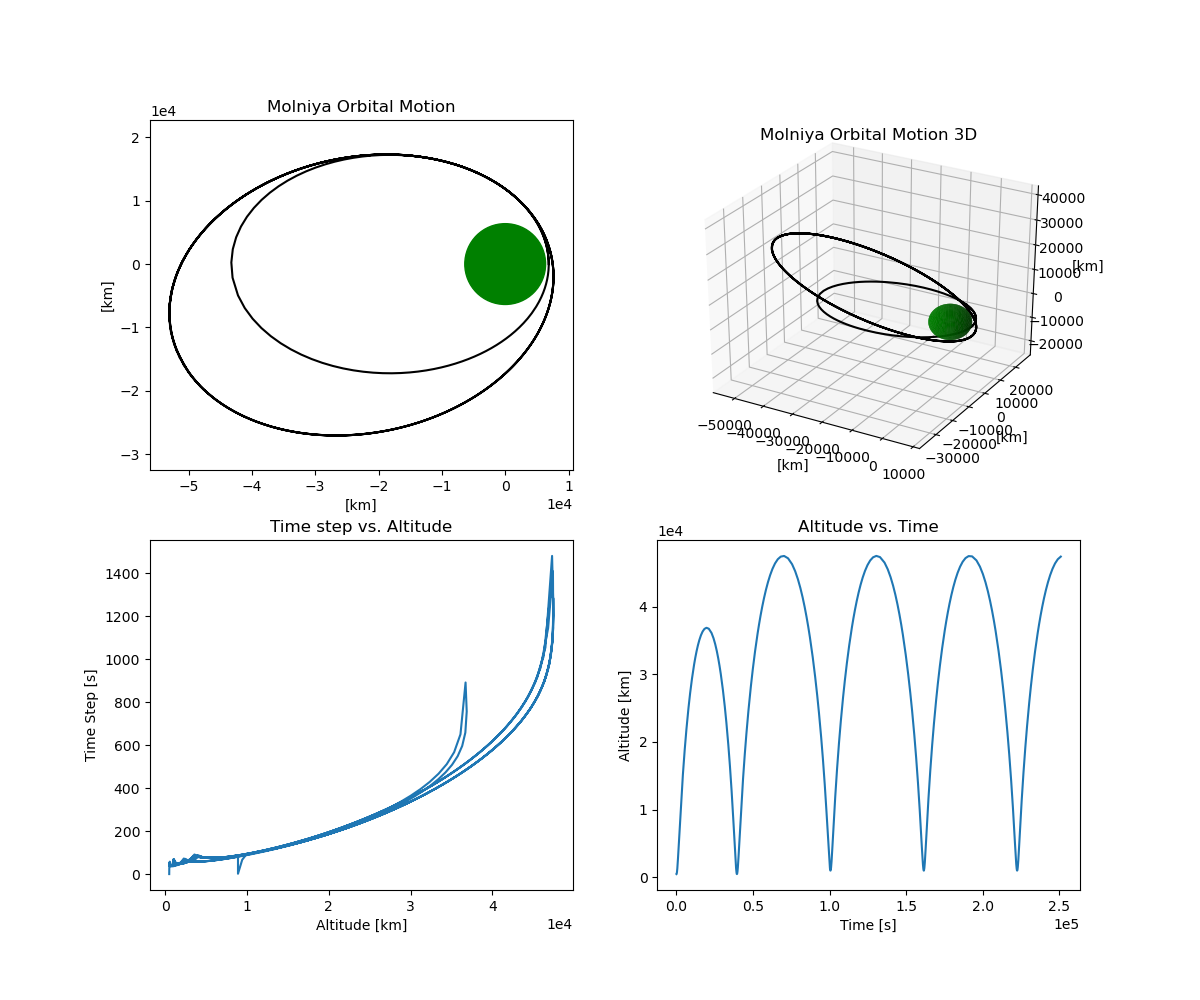 Molniya Orbital Motion
1e4
2
1
0
−1
−2
−3
[km]
−5 −4 −3 −2 −1 0 1
1e4
[km]
Molniya Orbital Motion 3D
40000
30000
20000
10000
0
−10000
−20000
[km]
20000
10000
0
−10000
−20000
−30000
[km]
−50000
−40000
−30000
−20000
−10000
0
10000
[km]
Time step vs. Altitude
1400
1200
1000
800
600
400
200
0
Time Step [s]
0 1 2 3 4
1e4
Altitude [km]
Altitude vs. Time
1e4
4
3
2
1
0
Altitude [km]
0.0 0.5 1.0 1.5 2.0 2.5
1e5
Time [s]